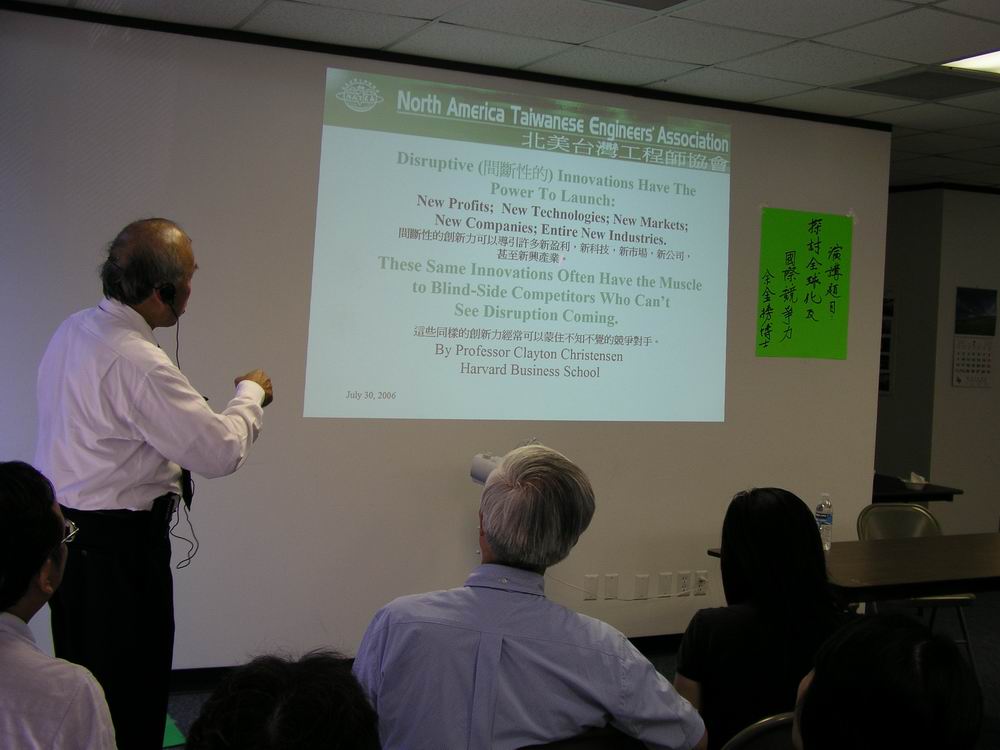 NATEA
North America Taiwanese Engineers' Association
北美台灣工程師協會
Disruptive (間斷性的) Innovations Have The
Power To Launch:
New Profits; New Technologies; New Markets;
New Companies; Entire New Industries.
間斷性的創新力可以導引許多新盈利，新科技，新市場，新公司，
甚至新興產業。
These Same Innovations Often Have the Muscle
to Blind-Side Competitors Who Can't
See Disruption Coming.
這些同樣的創新力經常可以蒙住不知不覺的競爭對手。
By Professor Clayton Christensen
Harvard Business School
July 30, 2006
演講題目:
探討全球化及
國際競爭力